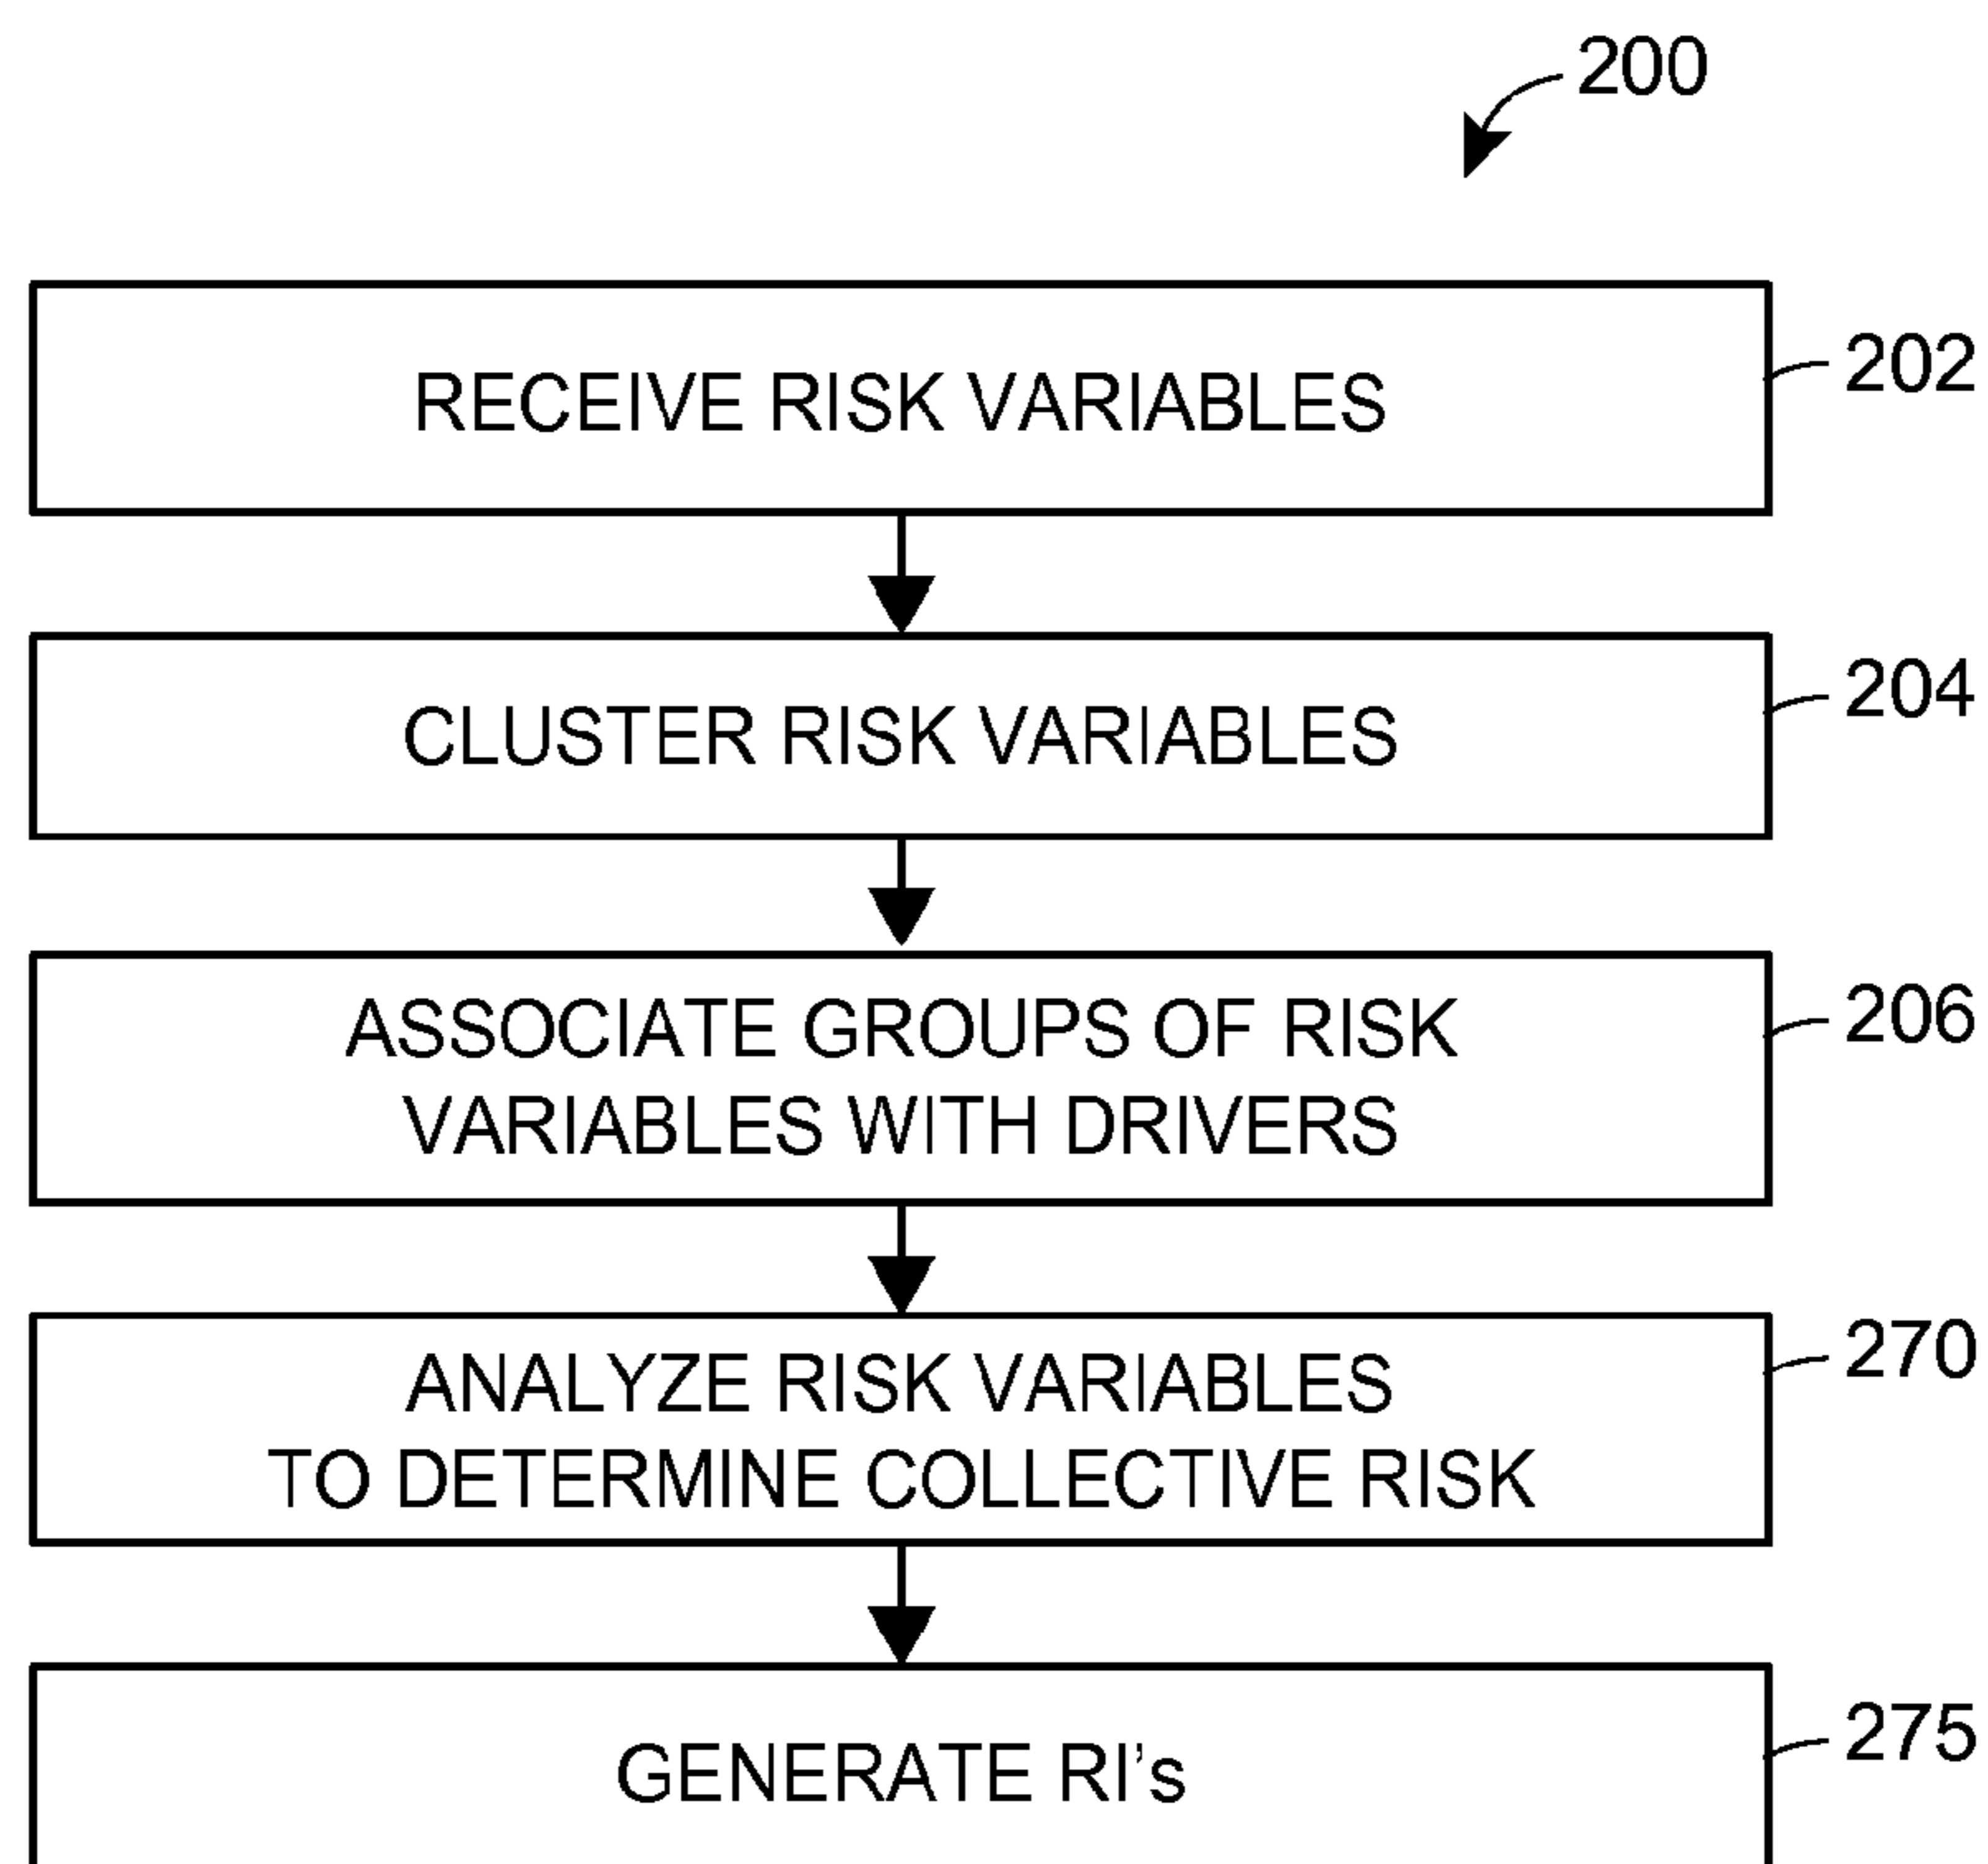 200
RECEIVE RISK VARIABLES
202
CLUSTER RISK VARIABLES
204
ASSOCIATE GROUPS OF RISK
VARIABLES WITH DRIVERS
206
ANALYZE RISK VARIABLES
TO DETERMINE COLLECTIVE RISK
270
GENERATE RI's
275